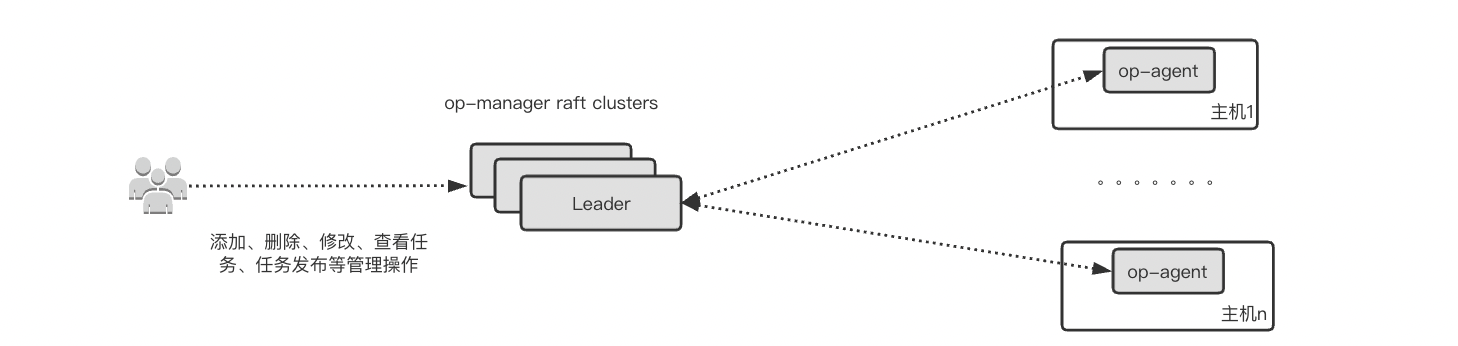 op-manager raft clusters
Leader
添加、删除、修改、查看任
务、任务发布等管理操作
op-agent
主机1
op-agent
主机n